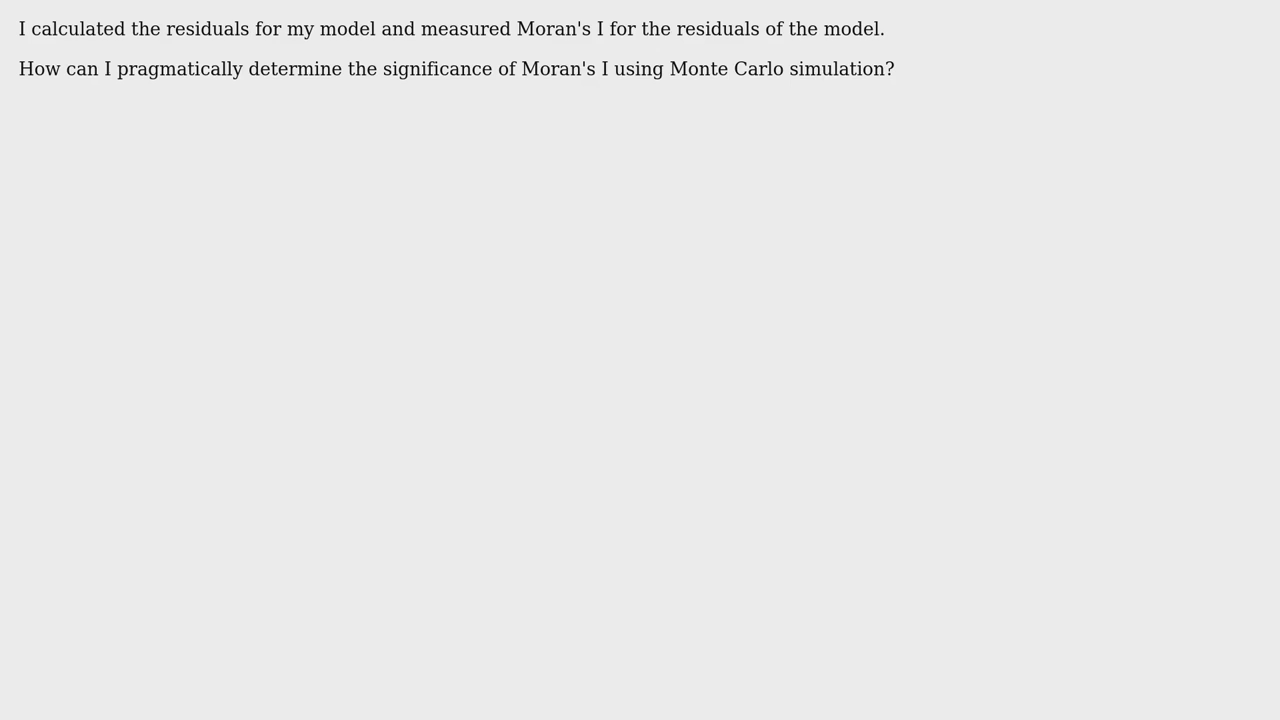 I calculated the residuals for my model and measured Moran's I for the residuals of the model.
How can I pragmatically determine the significance of Moran's I using Monte Carlo simulation?